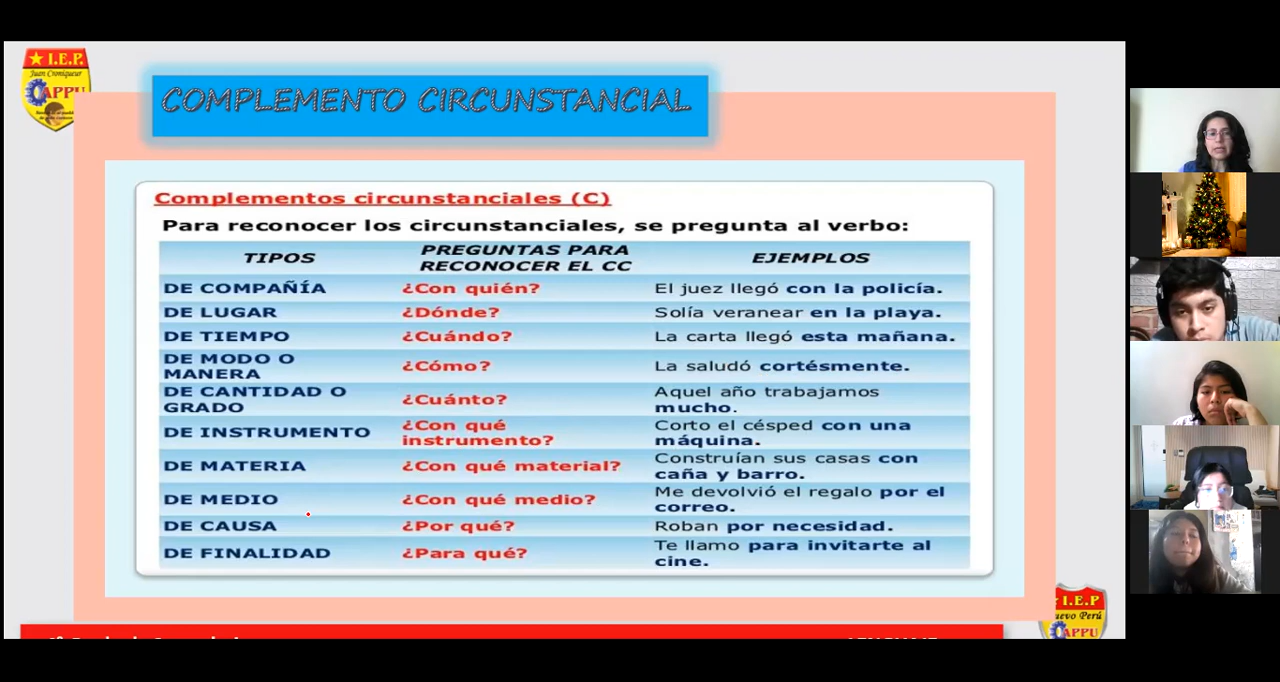 I.E.P.
Juan Croniqueur
APPU
COMPLEMENTO CIRCUNSTANCIAL
Complementos circunstanciales (C)
Para reconocer los circunstanciales, se pregunta al verbo:
TIPOS
PREGUNTAS PARA
RECONOCER EL CC
EJEMPLOS
DE COMPAÑÍA ¿Con quién? El juez llegó con la policía.
DE LUGAR ¿Dónde? Solía veranear en la playa.
DE TIEMPO ¿Cuándo? La carta llegó esta mañana.
DE MODO O
MANERA
¿Cómo? La saludó cortésmente.
DE CANTIDAD O
GRADO
¿Cuánto?
Aquel año trabajamos
mucho.
DE INSTRUMENTO
¿Con qué
instrumento?
Corto el césped con una
máquina.
DE MATERIA ¿Con qué material?
Construían sus casas con
caña y barro.
DE MEDIO ¿Con qué medio?
Me devolvió el regalo por el
correo.
DE CAUSA ¿Por qué? Roban por necesidad.
DE FINALIDAD ¿Para qué?
Te llamo para invitarte al
cine.
I.E.P
uevo Perú
APPU